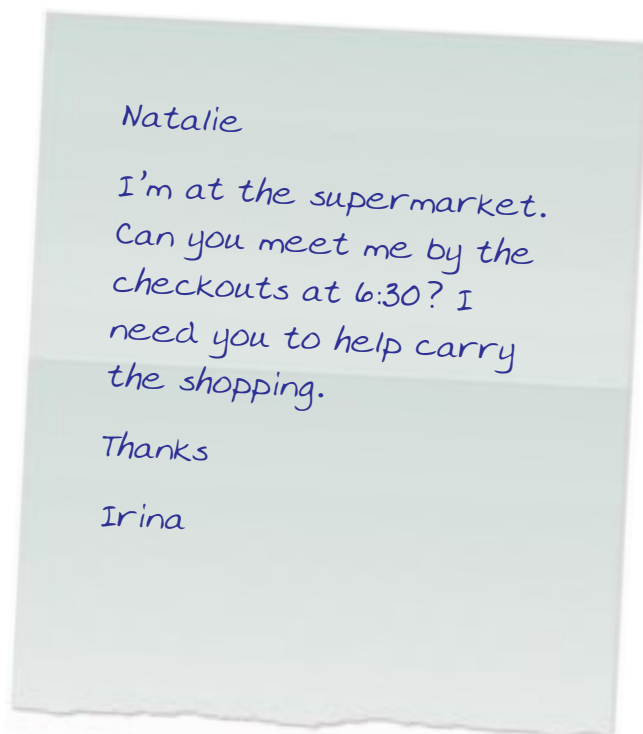 Natalie
I'm at the supermarket.
Can you meet me by the
checkouts at 6:30? I
need you to help carry
the shopping.
Thanks
Irina